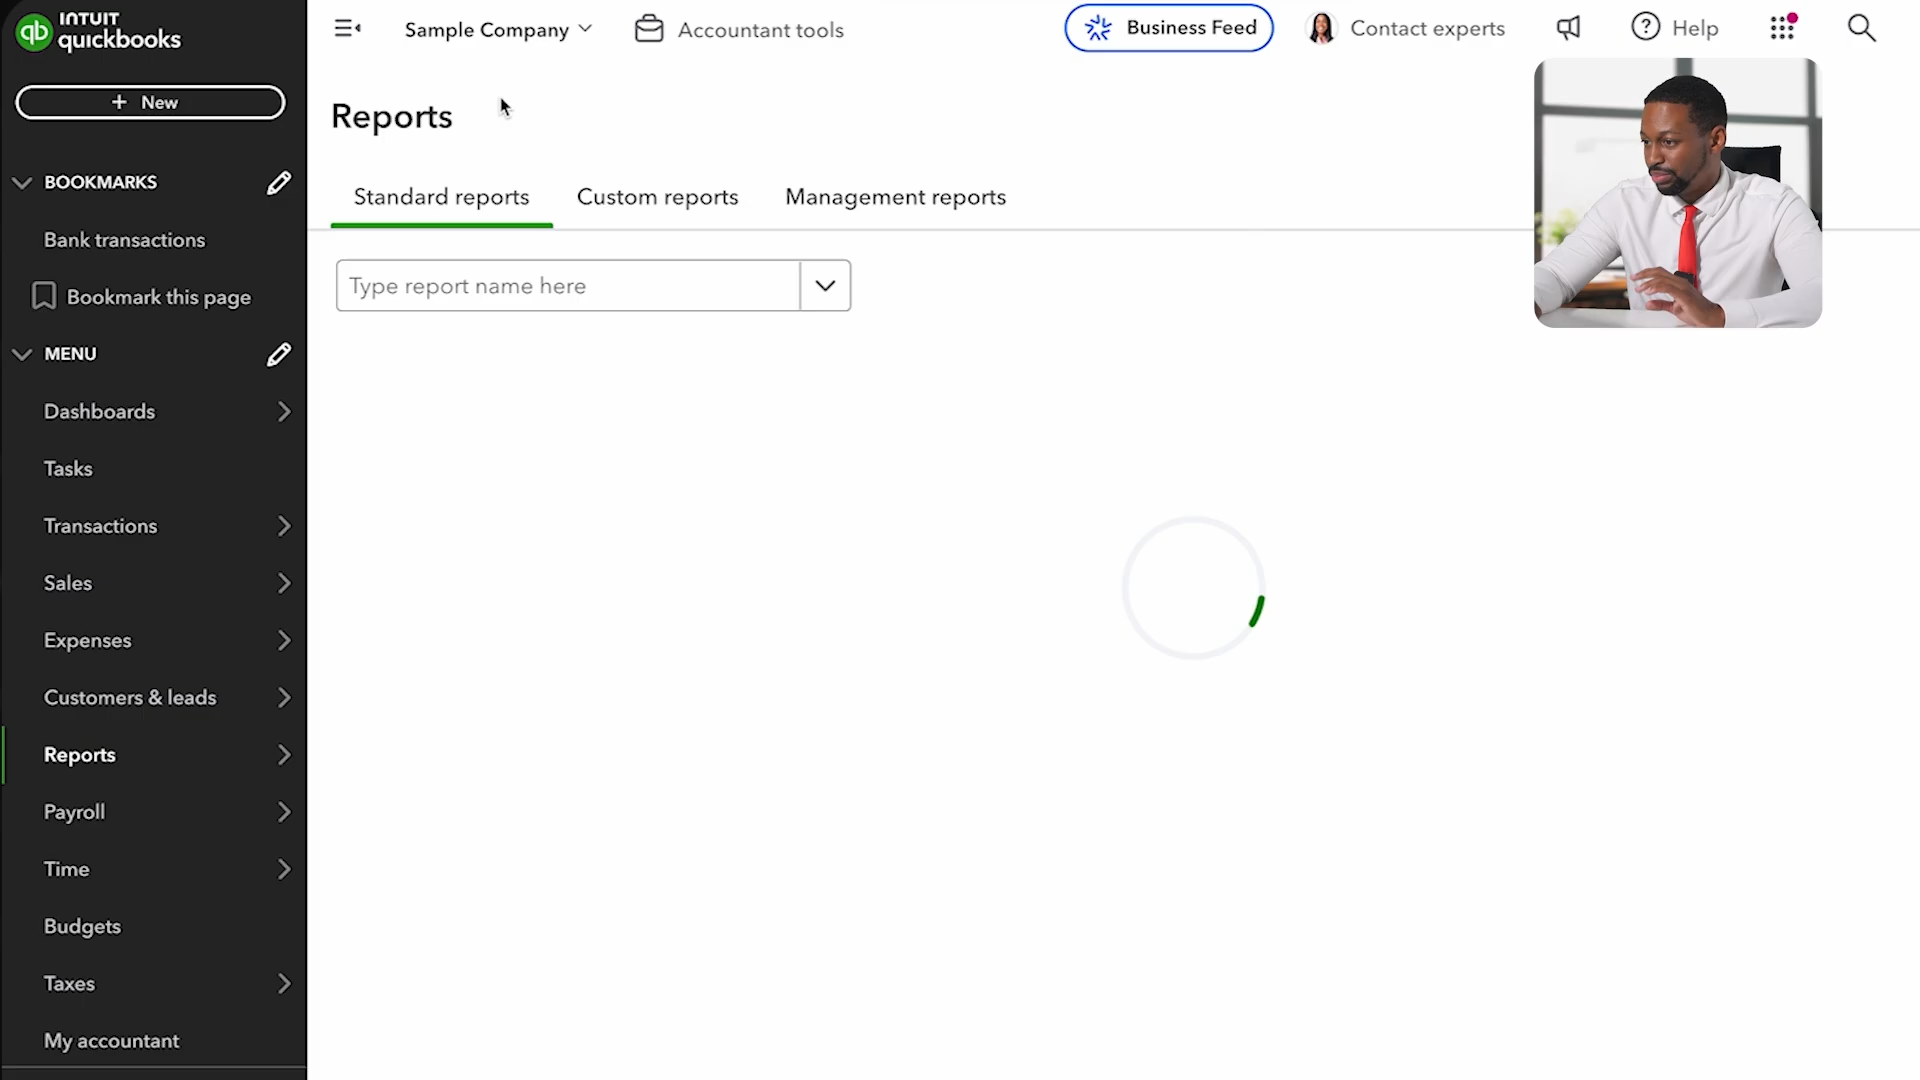 INTUIT
quickbooks
qb
+ New
BOOKMARKS
Bank transactions
Bookmark this page
MENU
Dashboards
Tasks
Transactions
Sales
Expenses
Customers & leads
Reports
Payroll
Time
Budgets
Taxes
My accountant
Sample Company
Accountant tools
Business Feed
Contact experts
Help
Reports
Standard reports
Custom reports
Management reports
Type report name here